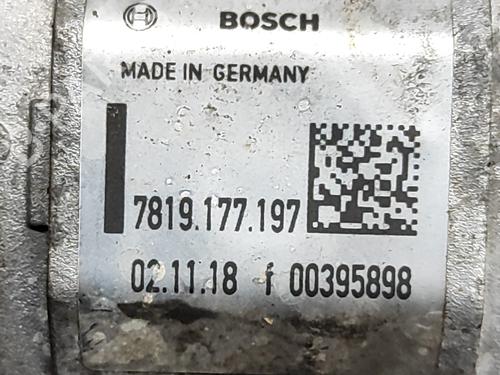 BOSCH
MADE IN GERMANY
7819.177.197
02.11.18 f 00395898